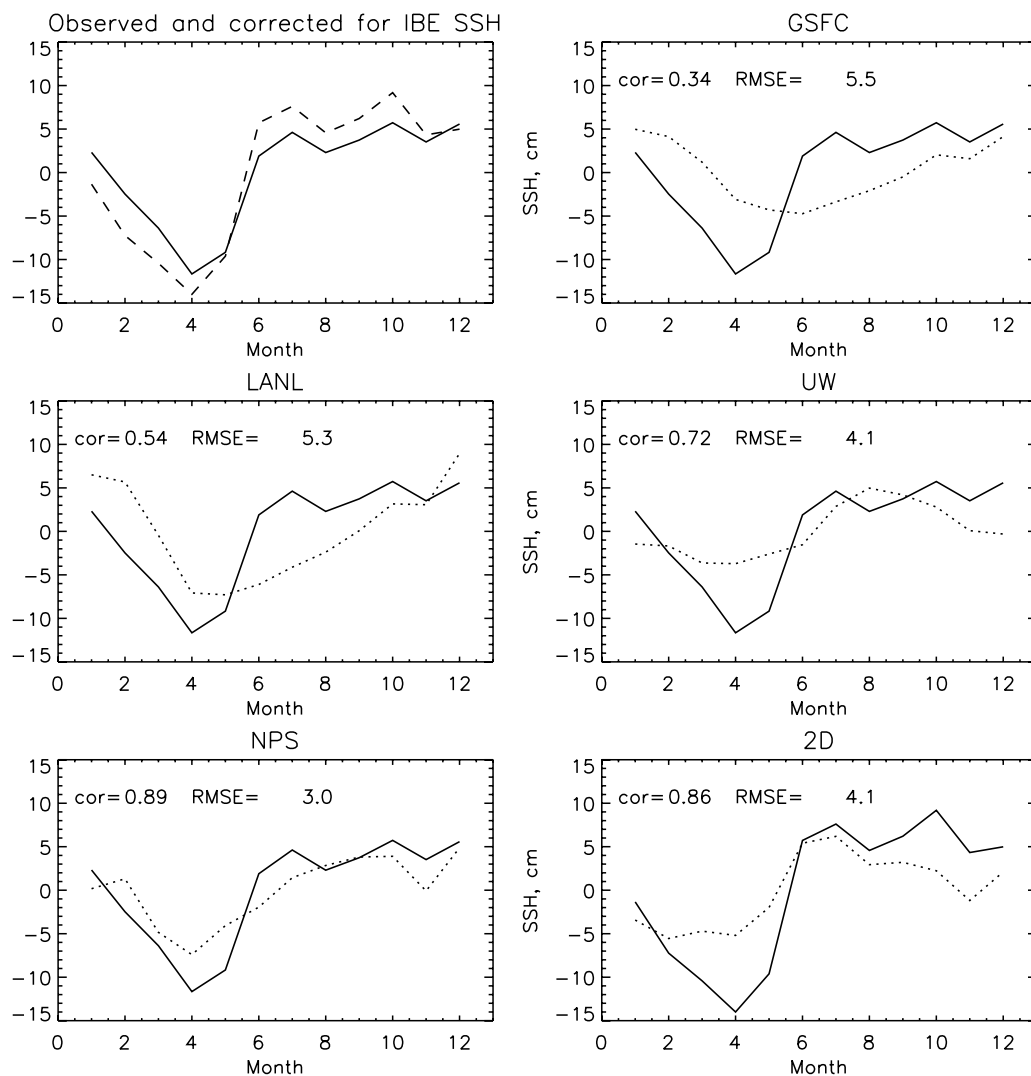 Observed and corrected for IBE SSH
15
10
5
0
−5
−10
−15
0 2 4 6 8 10 12
Month
GSFC
cor=0.34 RMSE= 5.5
SSH, cm
15
10
5
0
−5
−10
−15
0 2 4 6 8 10 12
Month
LANL
cor=0.54 RMSE= 5.3
15
10
5
0
−5
−10
−15
0 2 4 6 8 10 12
Month
UW
cor=0.72 RMSE= 4.1
SSH, cm
15
10
5
0
−5
−10
−15
0 2 4 6 8 10 12
Month
NPS
cor=0.89 RMSE= 3.0
15
10
5
0
−5
−10
−15
0 2 4 6 8 10 12
Month
2D
cor=0.86 RMSE= 4.1
SSH, cm
15
10
5
0
−5
−10
−15
0 2 4 6 8 10 12
Month